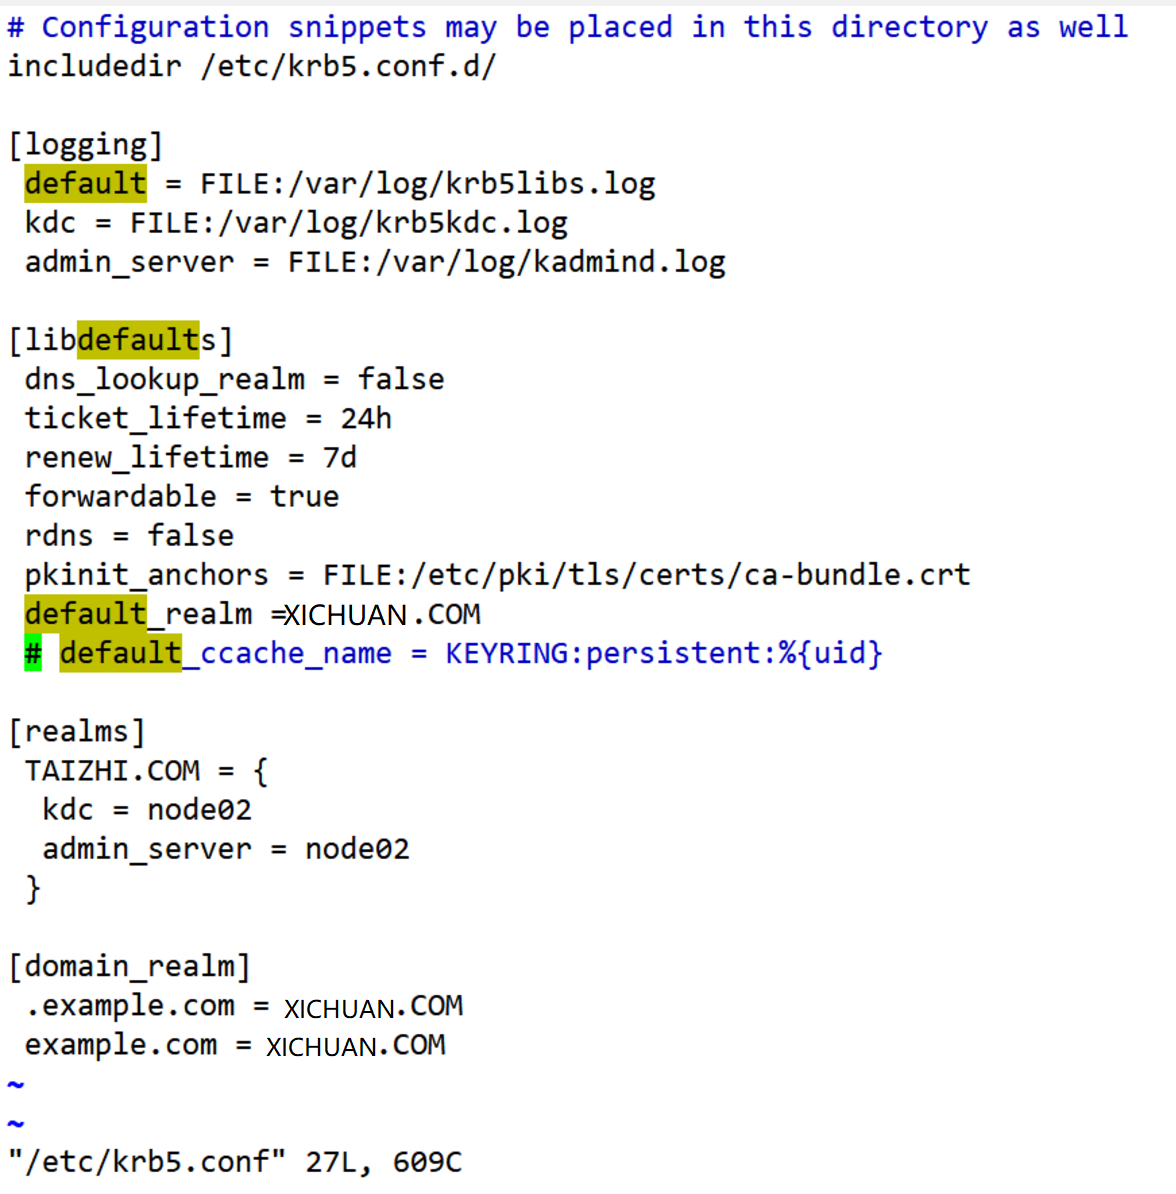 # Configuration snippets may be placed in this directory as well
includedir /etc/krb5.conf.d/
[logging]
default = FILE:/var/log/krb5libs.log
kdc = FILE:/var/log/krb5kdc.log
admin_server = FILE:/var/log/kadmind.log
[libdefaults]
dns_lookup_realm = false
ticket_lifetime = 24h
renew_lifetime = 7d
forwardable = true
rdns = false
pkinit_anchors = FILE:/etc/pki/tls/certs/ca-bundle.crt
default_realm =XICHUAN.COM
# default_ccache_name = KEYRING:persistent:%{uid}
[realms]
TAIZHI.COM = {
kdc = node02
admin_server = node02
}
[domain_realm]
.example.com = XICHUAN.COM
example.com = XICHUAN.COM
~
~
"/etc/krb5.conf" 27L, 609C